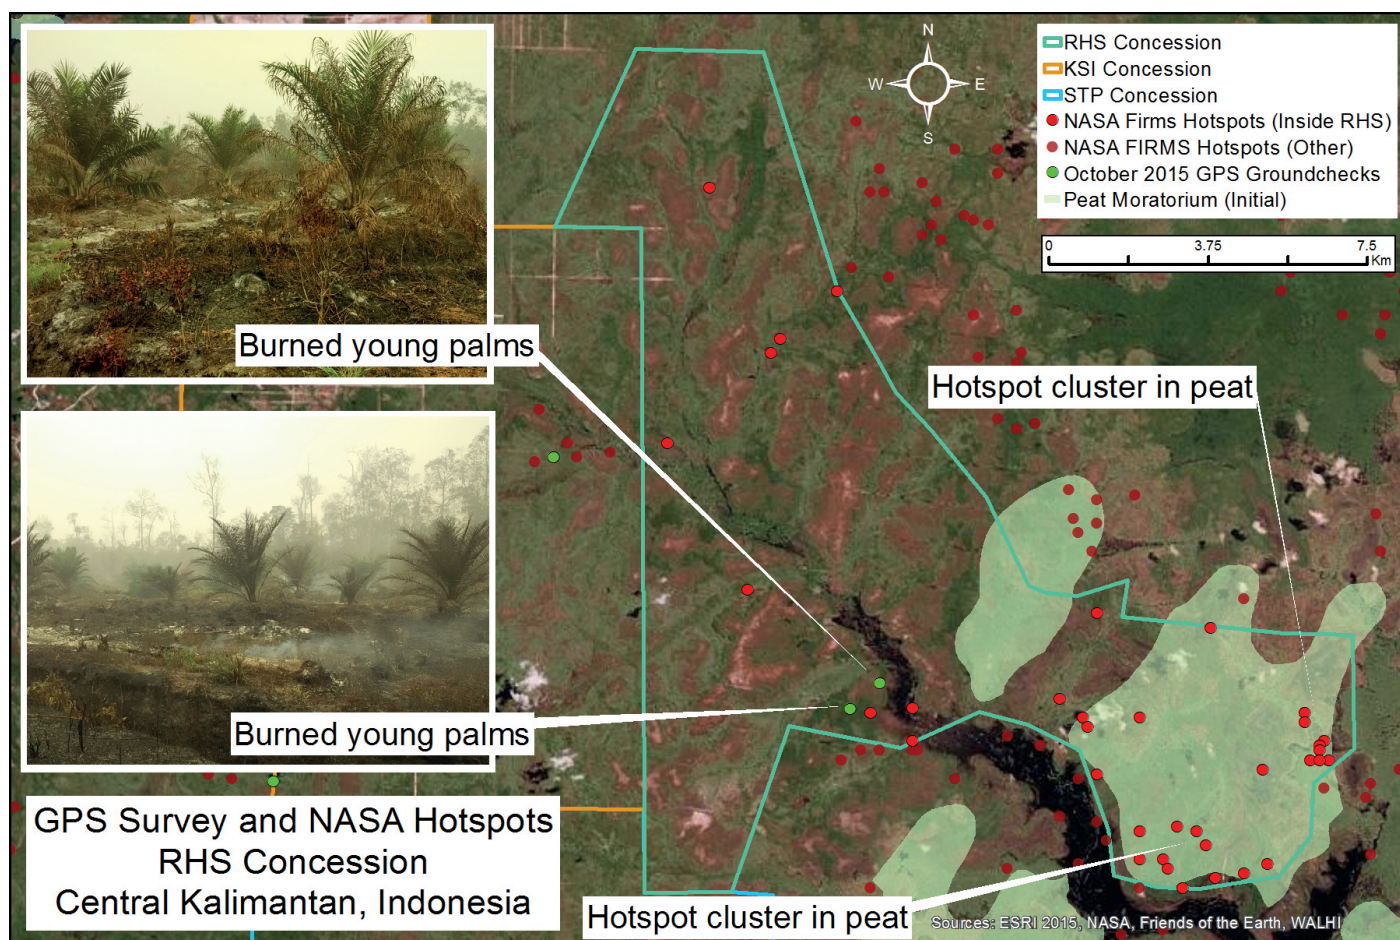 N
W
E
S
RHS Concession
KSI Concession
STP Concession
NASA Firms Hotspots (Inside RHS)
NASA FIRMS Hotspots (Other)
October 2015 GPS Groundchecks
Peat Moratorium (Initial)
0 3.75 7.5
Km
Burned young palms
Hotspot cluster in peat
Burned young palms
GPS Survey and NASA Hotspots
RHS Concession
Central Kalimantan, Indonesia
Hotspot cluster in peat
Sources: ESRI 2015, NASA, Friends of the Earth, WALHI